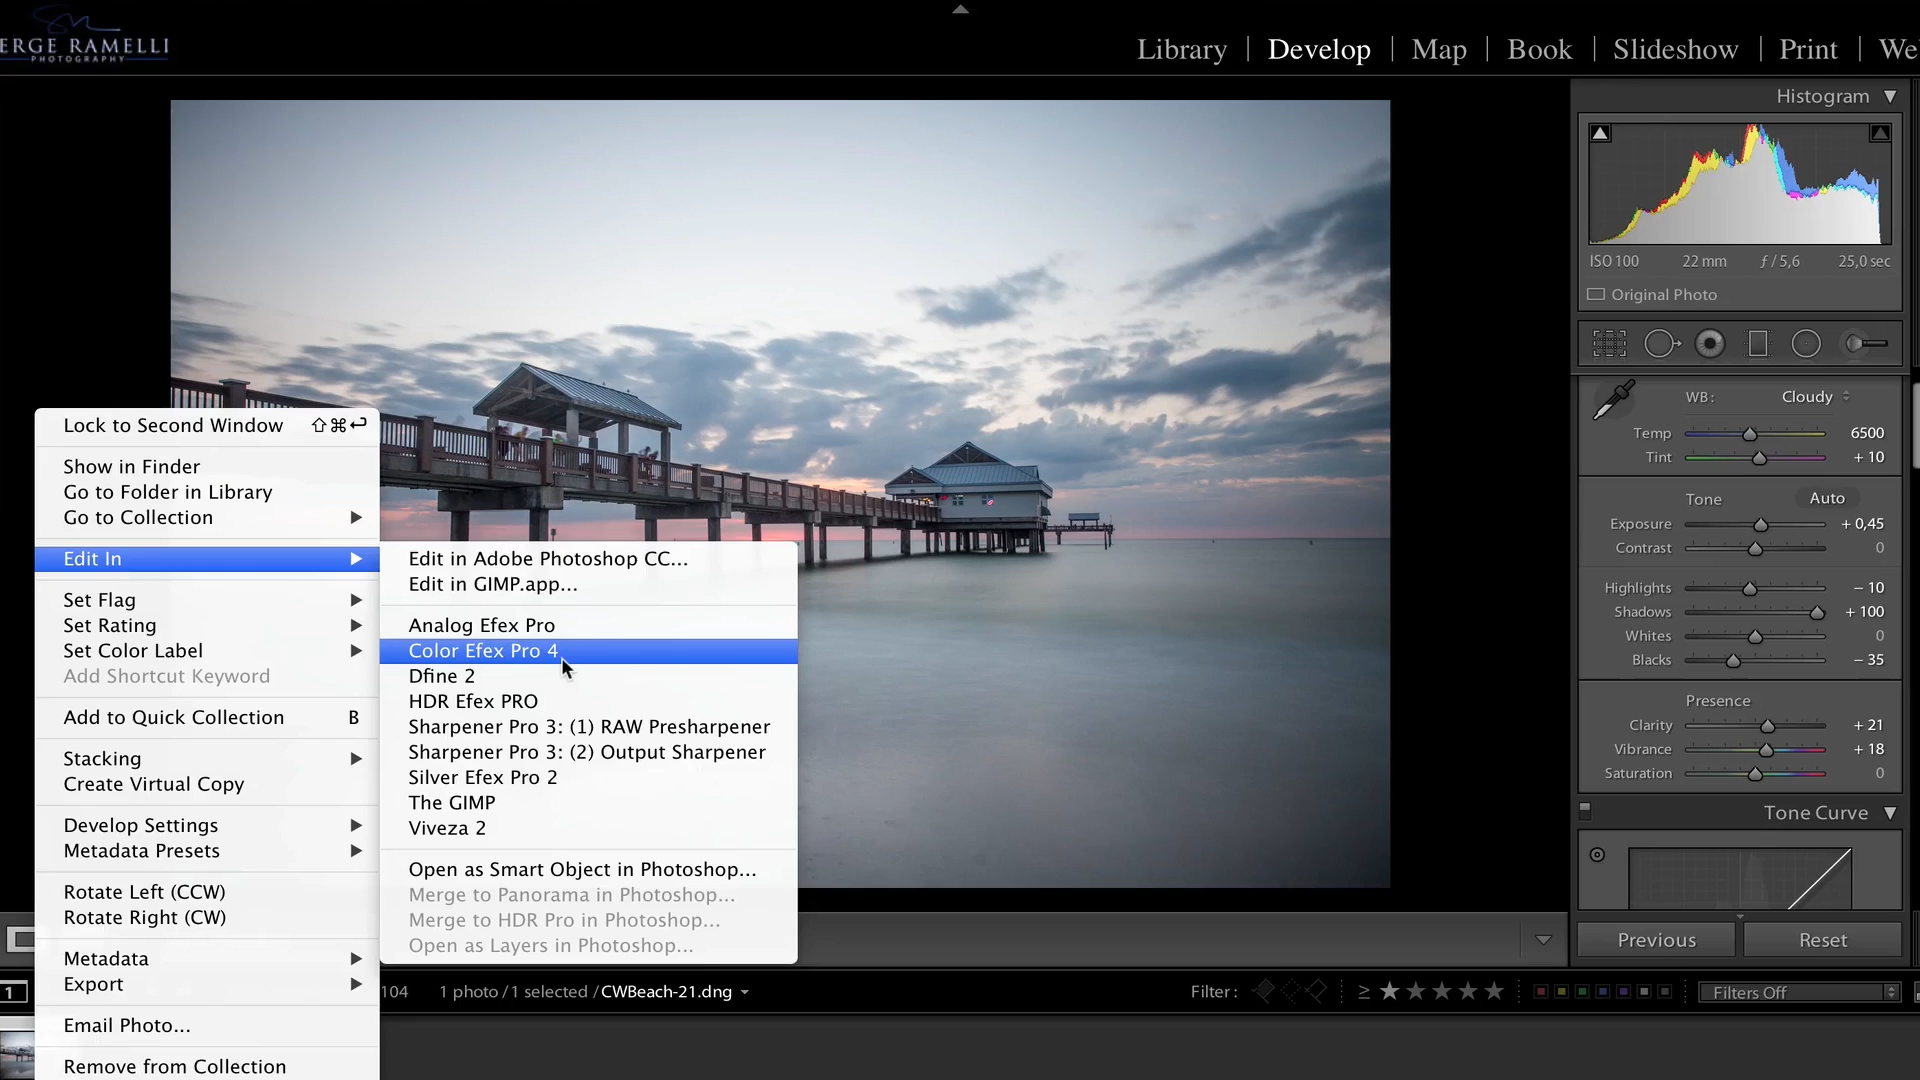 ERGE RAMELLI
PHOTOGRAPHY
Library | Develop | Map | Book | Slideshow | Print | We
Histogram
ISO 100 22 mm ƒ / 5,6 25,0 sec
Original Photo
WB: Cloudy
Temp 6500
Tint + 10
Tone Auto
Exposure + 0,45
Contrast 0
Highlights − 10
Shadows + 100
Whites 0
Blacks − 35
Presence
Clarity + 21
Vibrance + 18
Saturation 0
Tone Curve
Previous Reset
Lock to Second Window ⇧⌘↩
Show in Finder
Go to Folder in Library
Go to Collection
Edit In
Set Flag
Set Rating
Set Color Label
Add Shortcut Keyword
Add to Quick Collection B
Stacking
Create Virtual Copy
Develop Settings
Metadata Presets
Rotate Left (CCW)
Rotate Right (CW)
Metadata
Export
Email Photo...
Remove from Collection
Edit in Adobe Photoshop CC...
Edit in GIMP.app...
Analog Efex Pro
Color Efex Pro 4
Dfine 2
HDR Efex PRO
Sharpener Pro 3: (1) RAW Presharpener
Sharpener Pro 3: (2) Output Sharpener
Silver Efex Pro 2
The GIMP
Viveza 2
Open as Smart Object in Photoshop...
Merge to Panorama in Photoshop...
Merge to HDR Pro in Photoshop...
Open as Layers in Photoshop...
1 104 1 photo / 1 selected / CWBeach-21.dng Filter: ≥ ★★★★★ Filters Off